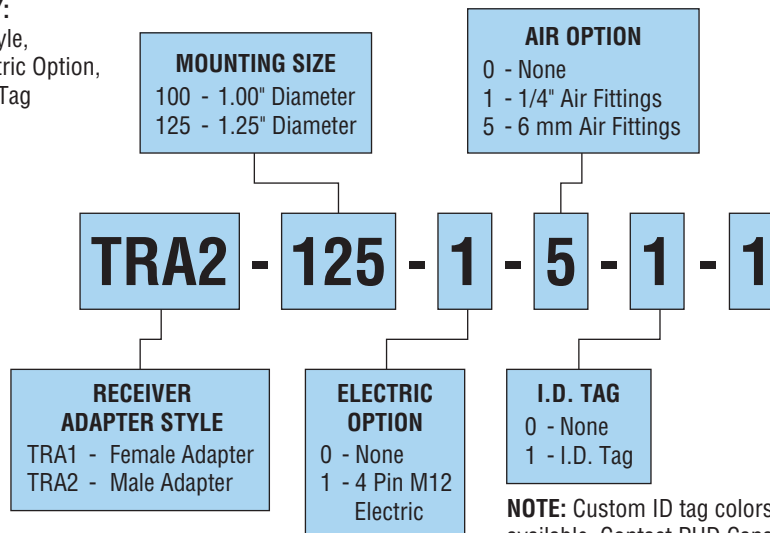 MOUNTING SIZE
100 - 1.00" Diameter
125 - 1.25" Diameter
AIR OPTION
0 - None
1 - 1/4" Air Fittings
5 - 6 mm Air Fittings
TRA2 - 125 - 1 - 5 - 1 - 1
RECEIVER
ADAPTER STYLE
TRA1 - Female Adapter
TRA2 - Male Adapter
ELECTRIC
OPTION
0 - None
1 - 4 Pin M12
Electric
I.D. TAG
0 - None
1 - I.D. Tag
NOTE: Custom ID tag colors
Option,
Tag